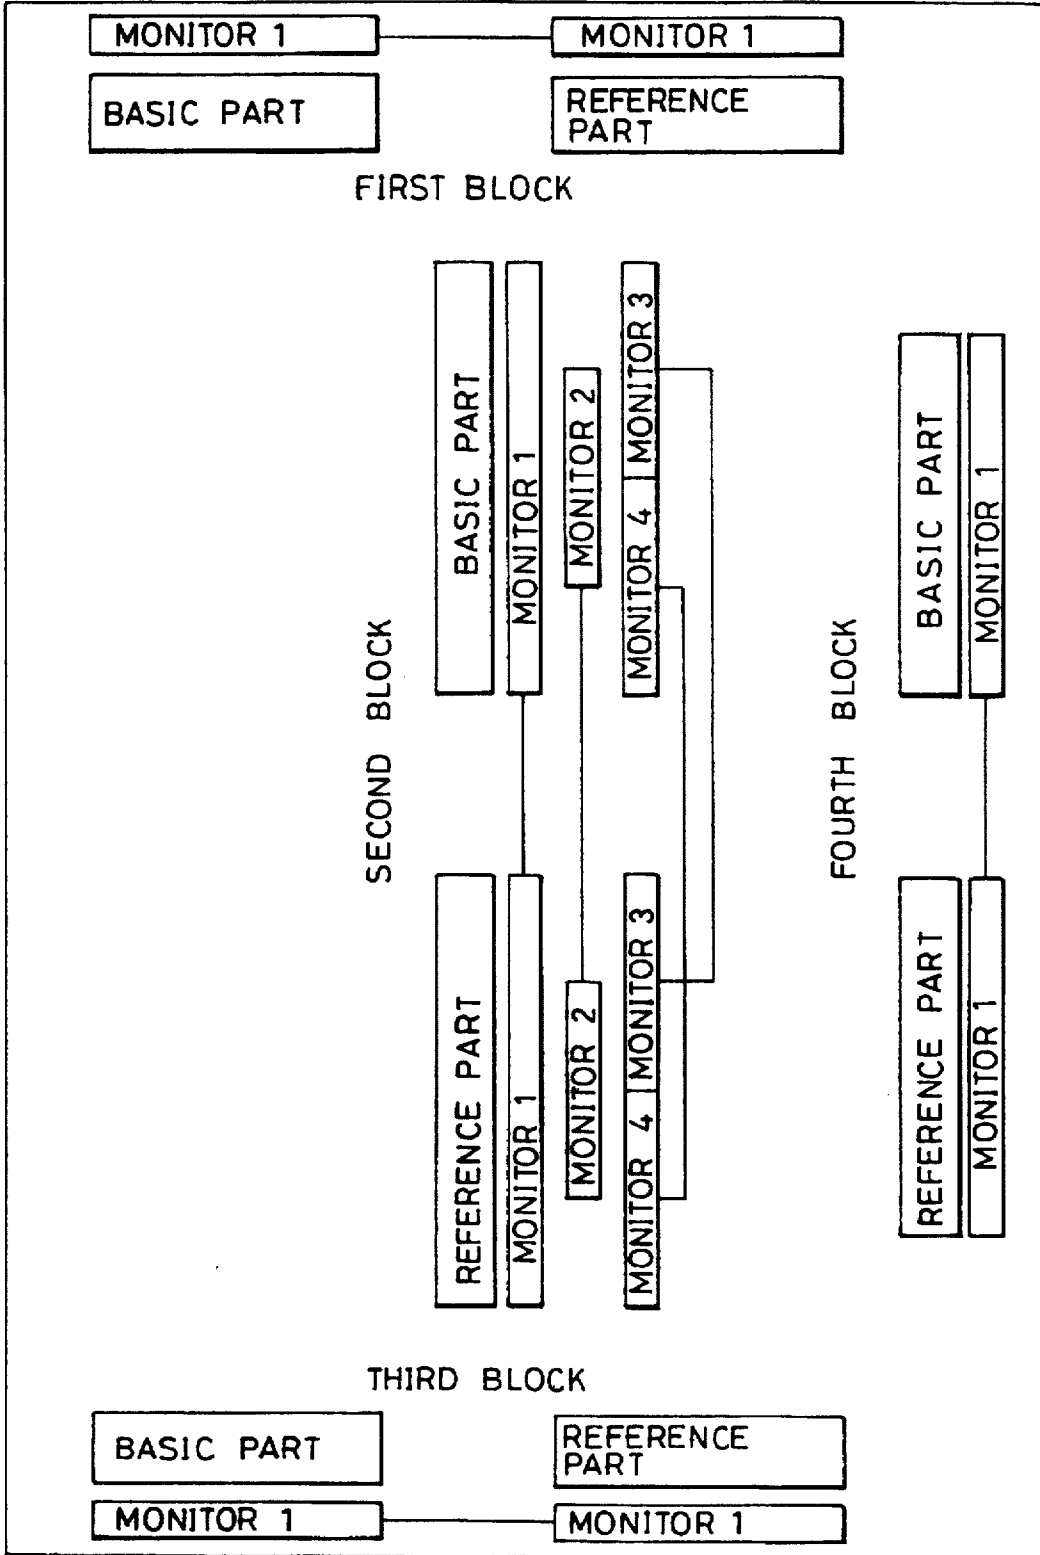 MONITOR 1
MONITOR 1
BASIC PART
REFERENCE
PART
FIRST BLOCK
SECOND BLOCK
BASIC PART
MONITOR 1
MONITOR 2
MONITOR 4
MONITOR 3
REFERENCE PART
MONITOR 1
MONITOR 2
MONITOR 4
MONITOR 3
FOURTH BLOCK
BASIC PART
MONITOR 1
REFERENCE PART
MONITOR 1
THIRD BLOCK
BASIC PART
REFERENCE
PART
MONITOR 1
MONITOR 1